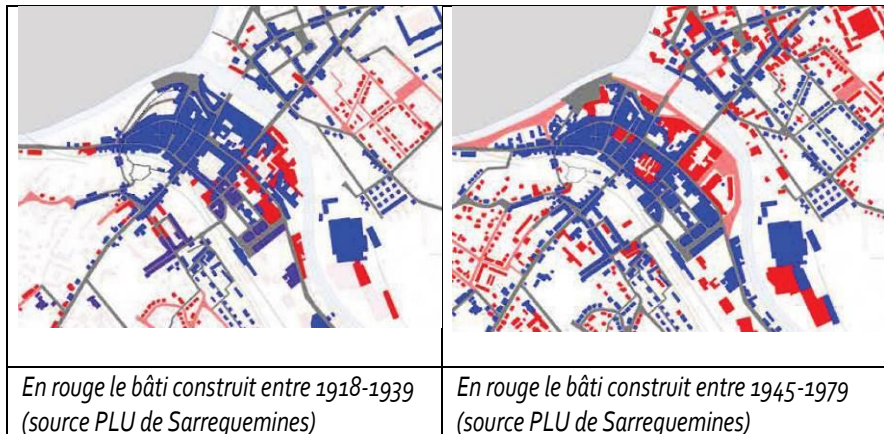 En rouge le bâti construit entre 1918-1939
(source PLU de Sarreguemines)
En rouge le bâti construit entre 1945-1979
(source PLU de Sarreguemines)